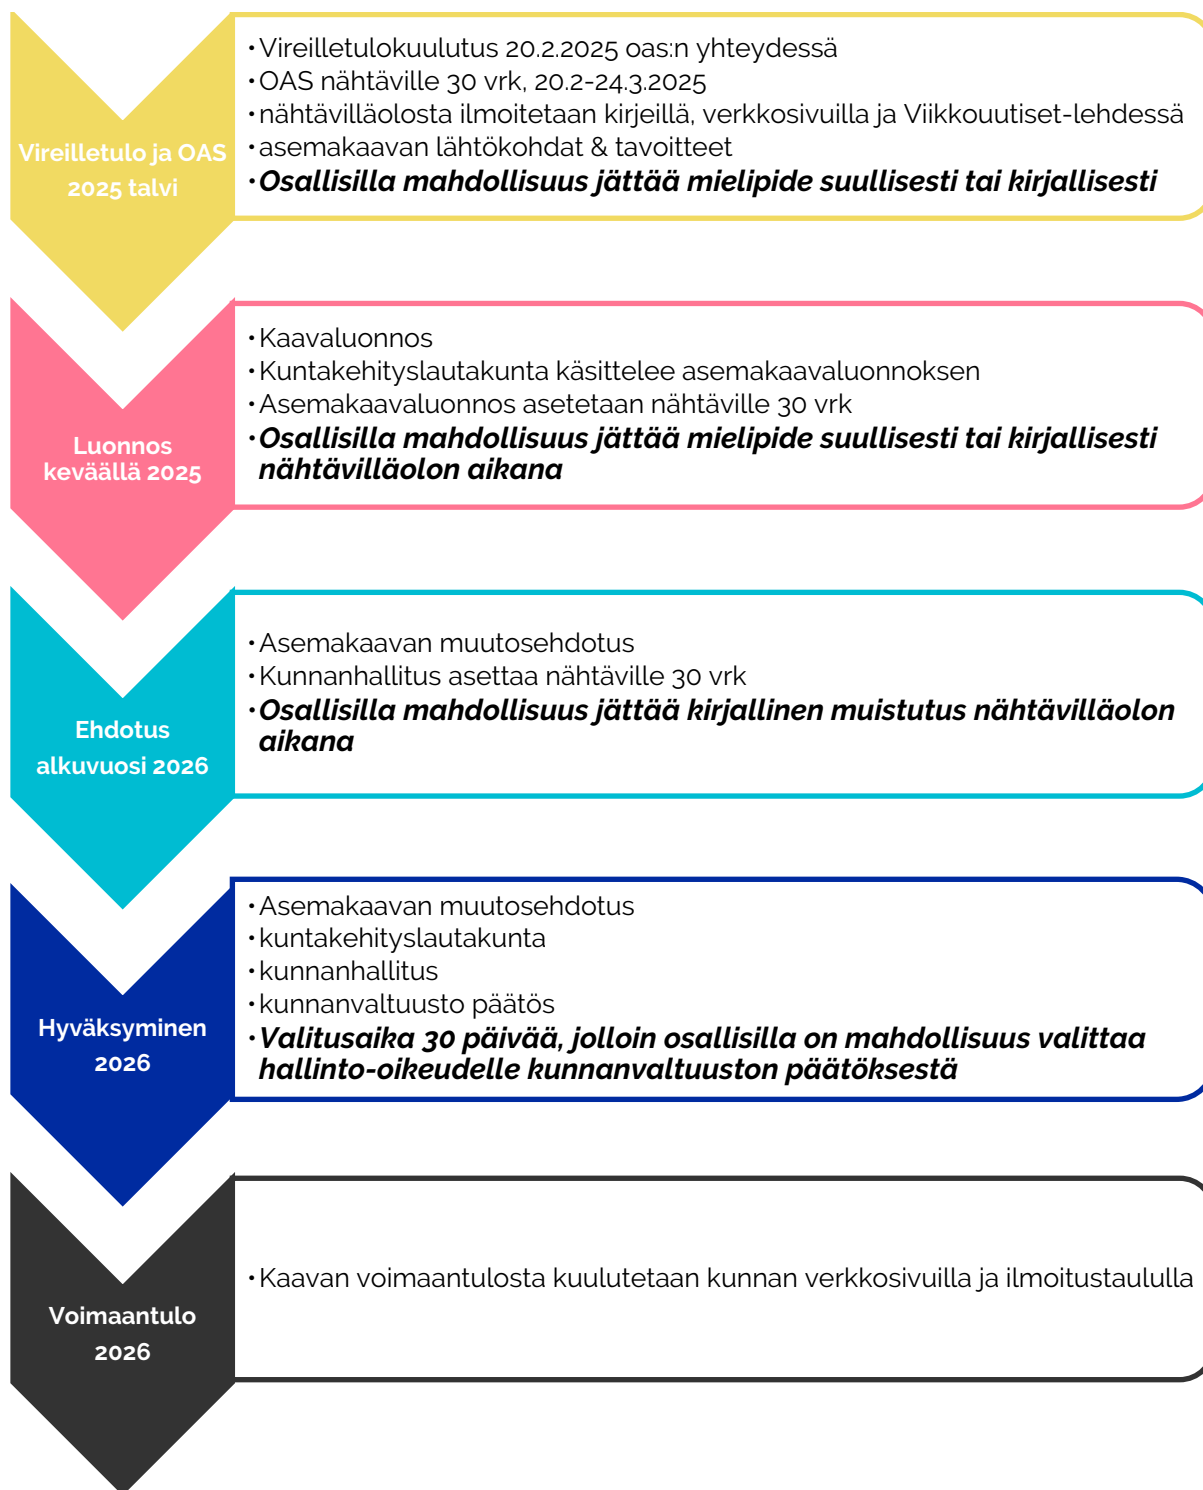 Vireilletulo ja OAS
2025 talvi
•Vireilletulokuulutus 20.2.2025 oas:n yhteydessä
•OAS nähtäville 30 vrk, 20.2-24.3.2025
•nähtävilläolosta ilmoitetaan kirjeillä, verkkosivuilla ja Viikkouutiset-lehdessä
•asemakaavan lähtökohdat & tavoitteet
•Osallisilla mahdollisuus jättää mielipide suullisesti tai kirjallisesti
Luonnos
keväällä 2025
•Kaavaluonnos
•Kuntakehityslautakunta käsittelee asemakaavaluonnoksen
•Asemakaavaluonnos asetetaan nähtäville 30 vrk
•Osallisilla mahdollisuus jättää mielipide suullisesti tai kirjallisesti
nähtävilläolon aikana
Ehdotus
alkuvuosi 2026
•Asemakaavan muutosehdotus
•Kunnanhallitus asettaa nähtäville 30 vrk
•Osallisilla mahdollisuus jättää kirjallinen muistutus nähtävilläolon
aikana
Hyväksyminen
2026
•Asemakaavan muutosehdotus
•kuntakehityslautakunta
•kunnanhallitus
•kunnanvaltuusto päätös
•Valitusaika 30 päivää, jolloin osallisilla on mahdollisuus valittaa
hallinto-oikeudelle kunnanvaltuuston päätöksestä
Voimaantulo
2026
•Kaavan voimaantulosta kuulutetaan kunnan verkkosivuilla ja ilmoitustaululla